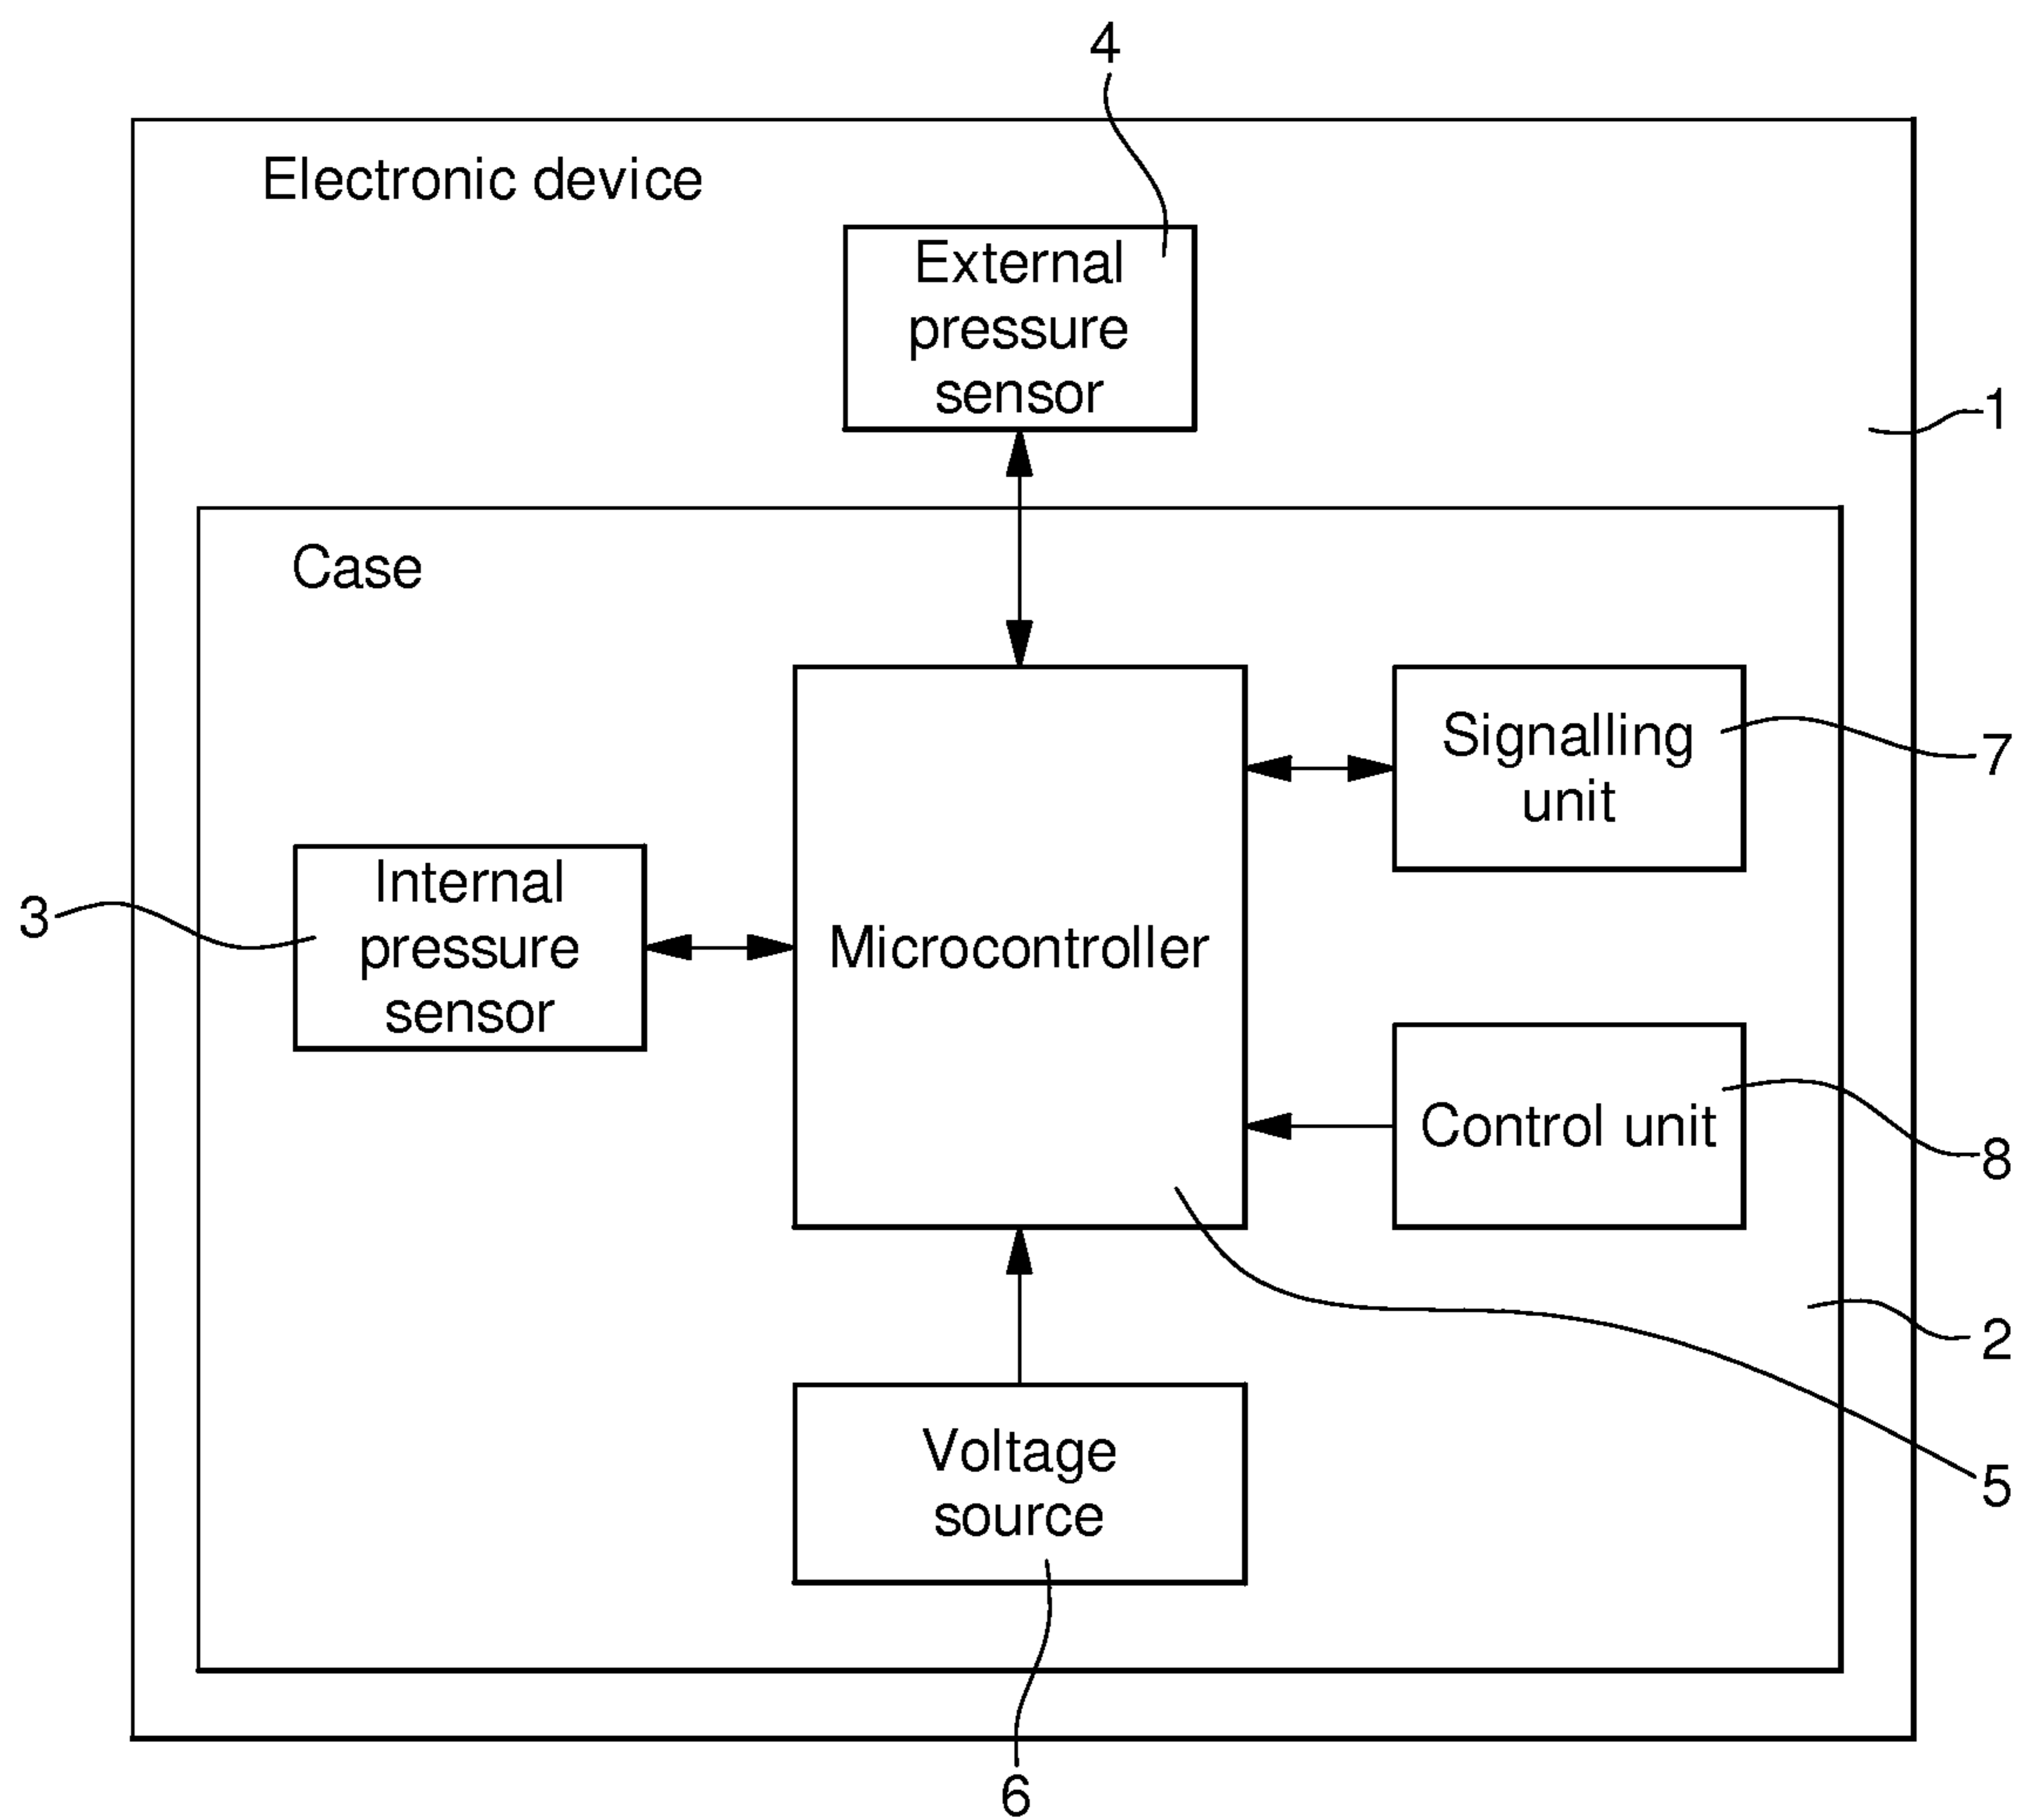 4
Electronic device
External
pressure
sensor
1
Case
Signalling
unit
7
Internal
pressure
sensor
3
Microcontroller
Control unit
8
2
Voltage
source
5
6